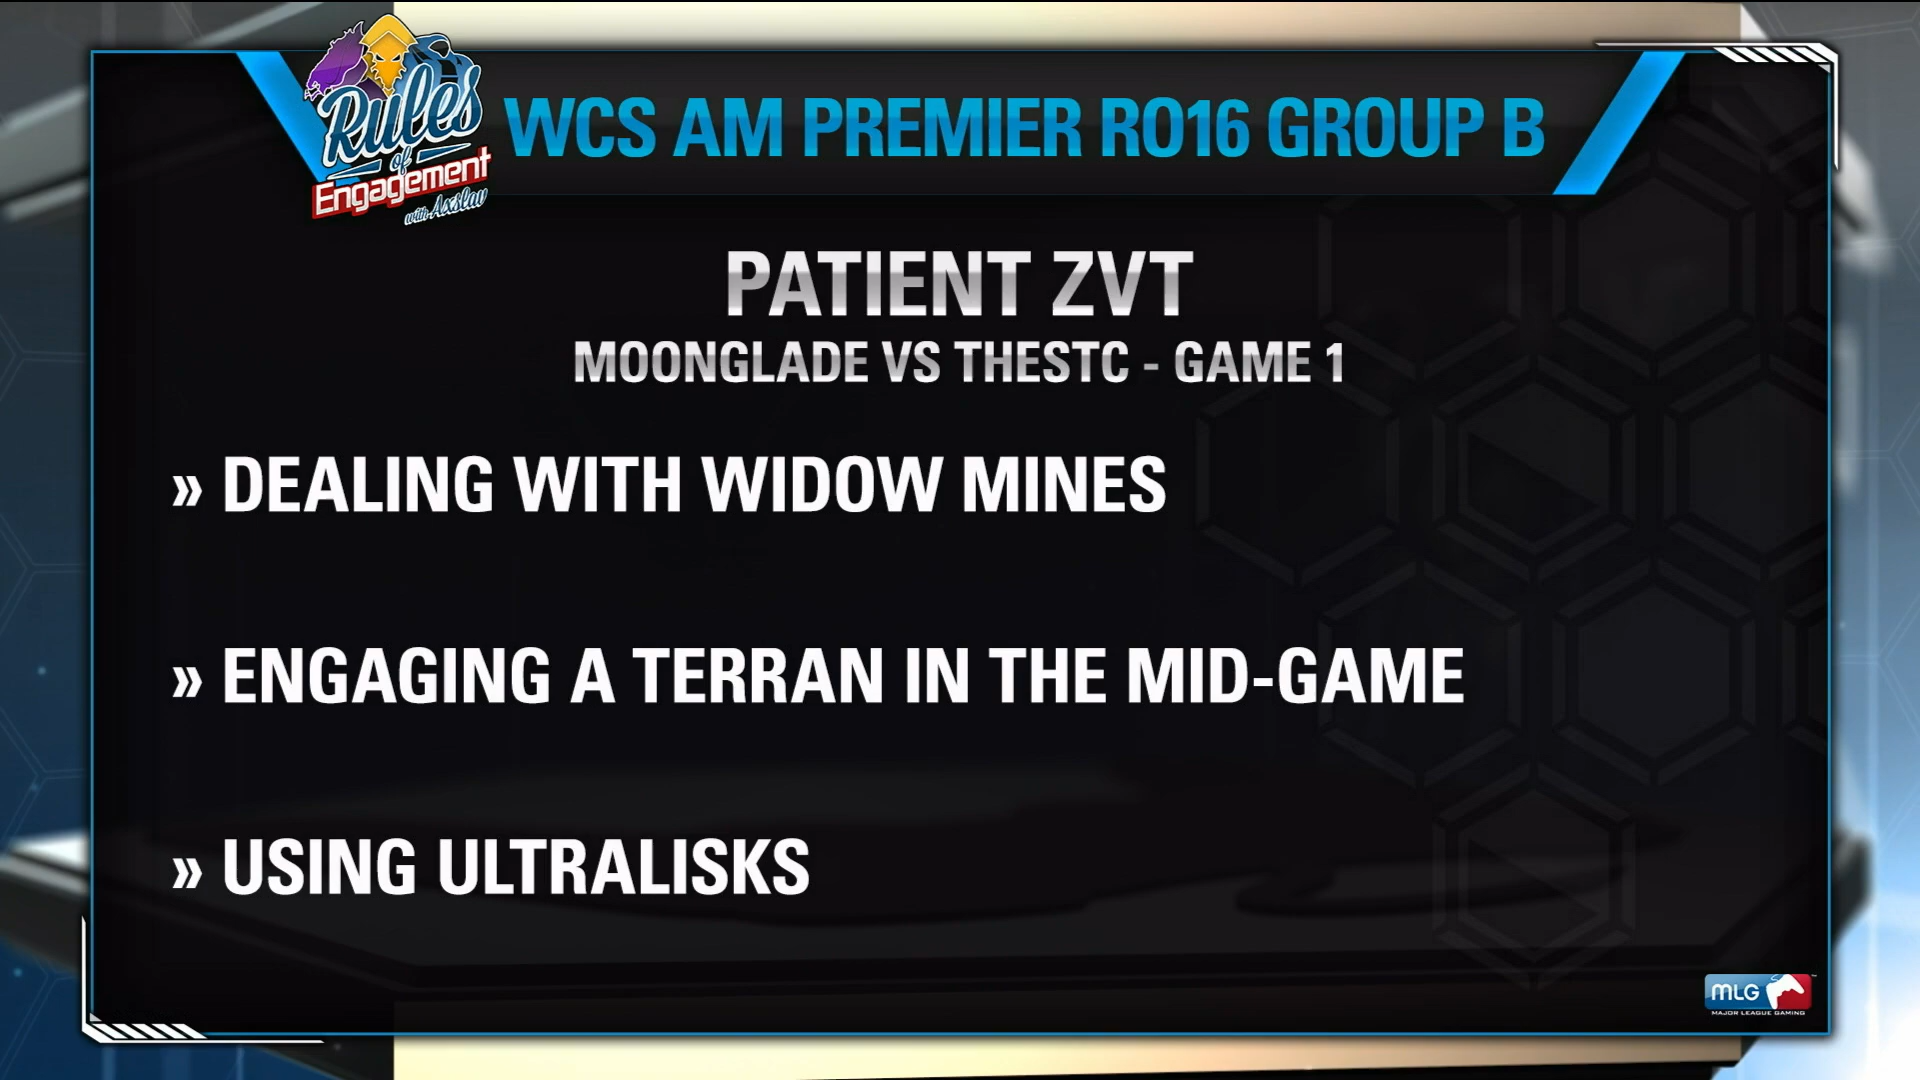 Rules
of
Engagement
with Axslav
WCS AM PREMIER RO16 GROUP B
PATIENT ZVT
MOONGLADE VS THESTC - GAME 1
» DEALING WITH WIDOW MINES
» ENGAGING A TERRAN IN THE MID-GAME
» USING ULTRALISKS
MLG
MAJOR LEAGUE GAMING